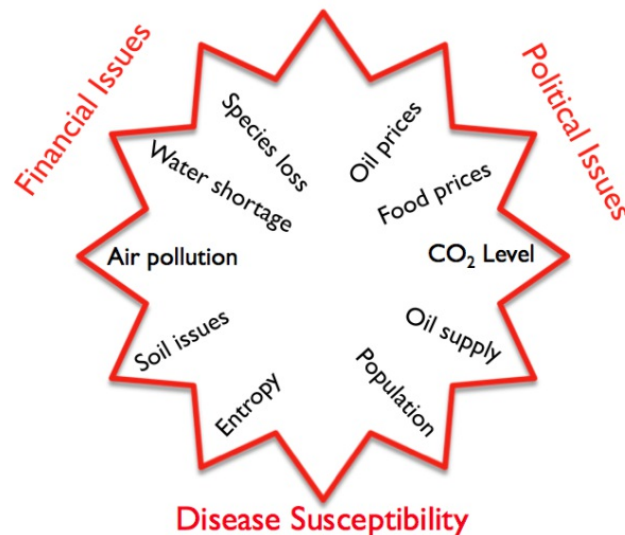 Financial Issues
Political Issues
Species loss
Oil prices
Water shortage
Food prices
Air pollution
CO₂ Level
Soil issues
Oil supply
Entropy
Population
Disease Susceptibility